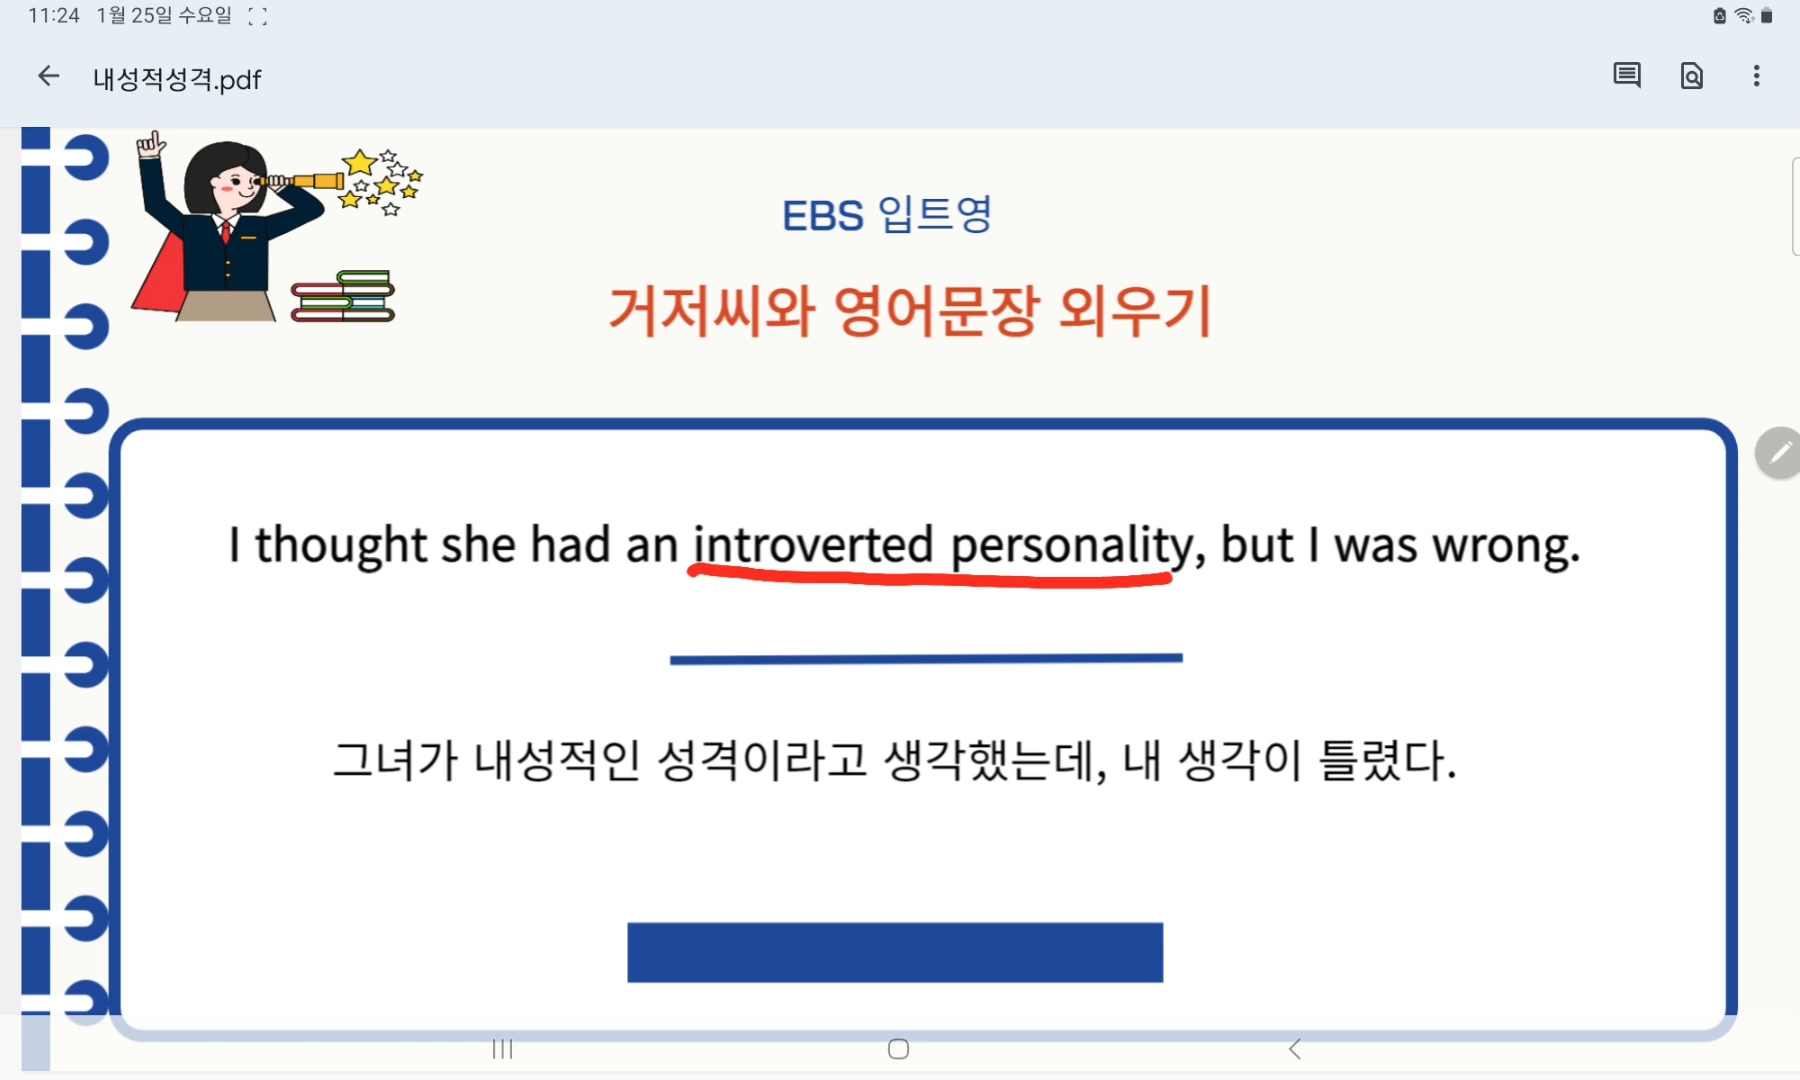 11:24 1월 25일 수요일
내성적성격.pdf
EBS 입트영
거저씨와 영어문장 외우기
I thought she had an introverted personality, but I was wrong.
그녀가 내성적인 성격이라고 생각했는데, 내 생각이 틀렸다.